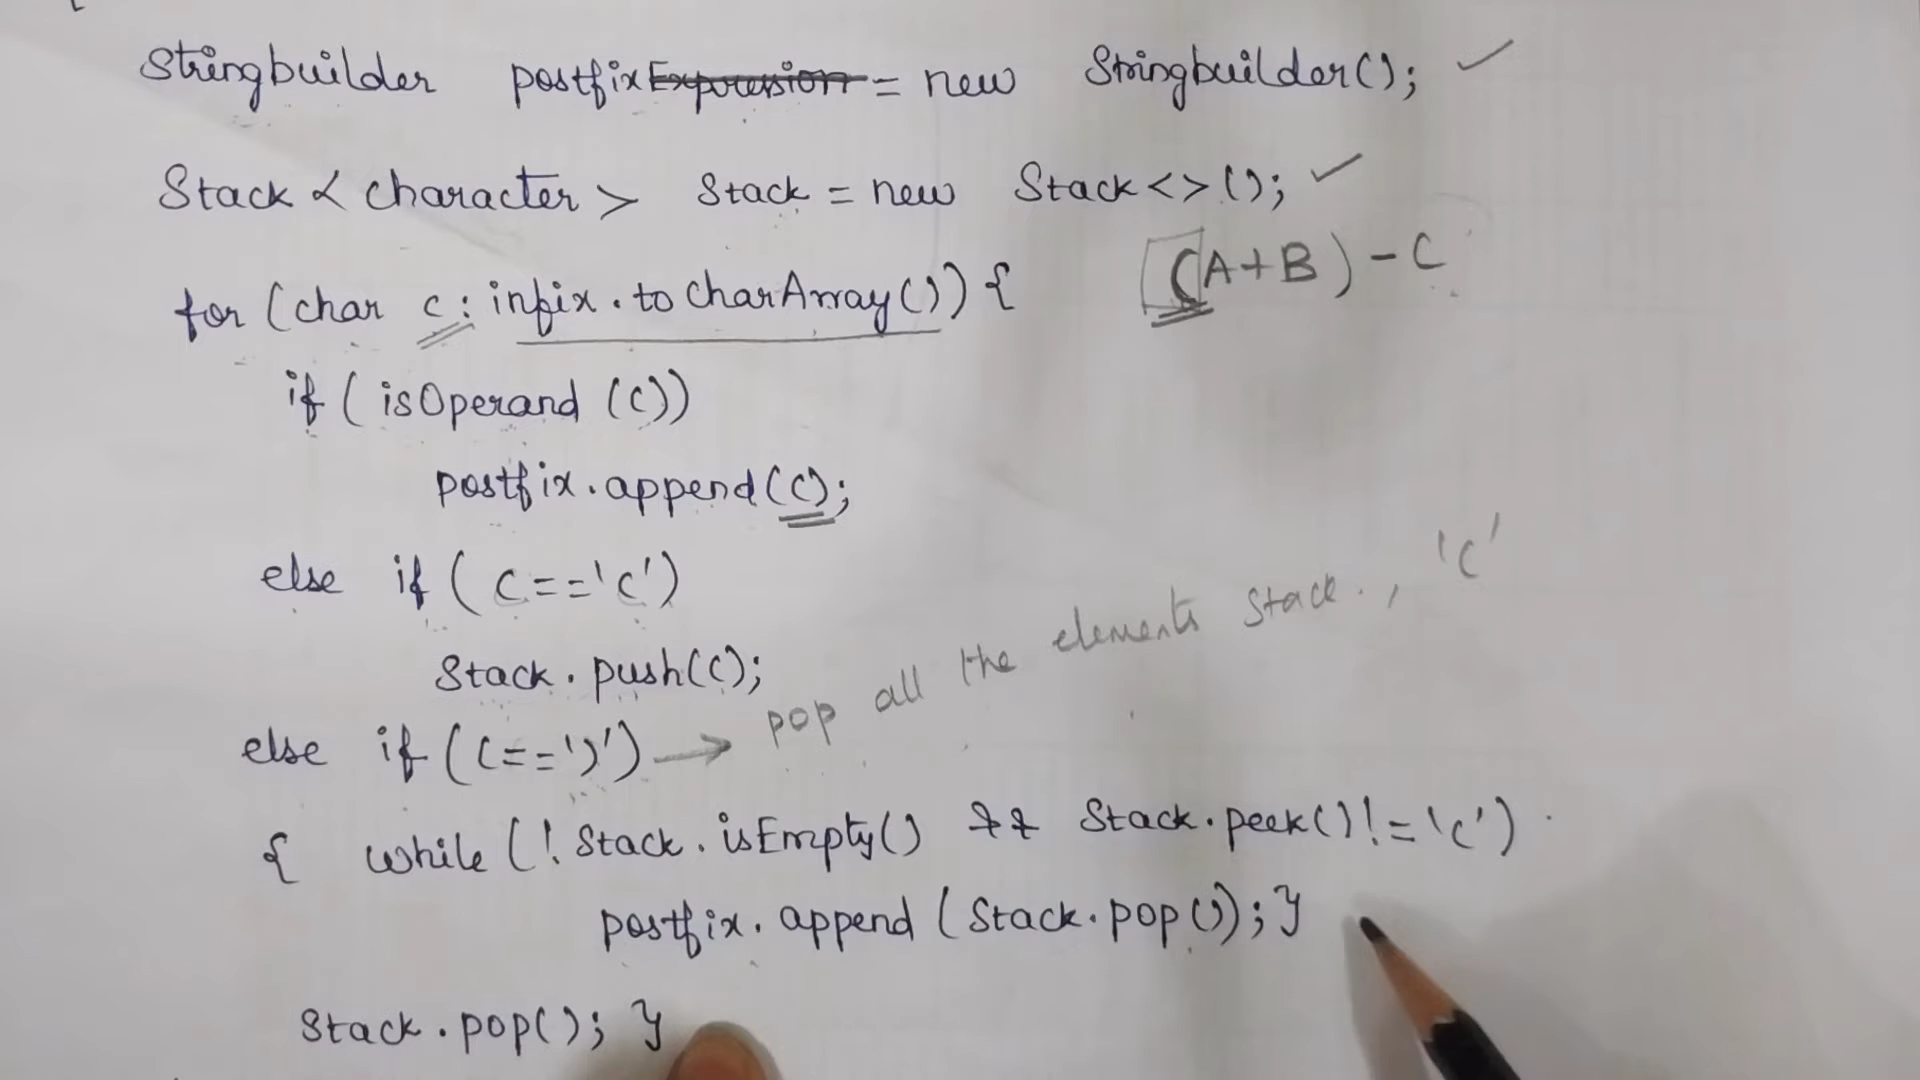 Stringbuilder postfixExpression = new Stringbuilder();
Stack <character> Stack = new Stack<>();
for (char c : infix.toCharArray()) {
(A+B)-C
if (isOperand (c))
postfix.append(c);
else if (c=='(')
Stack.push(c);
else if (c==')') → pop all the elements stack., '('
{ while (!Stack.isEmpty() && Stack.peek()!='(')
postfix.append(Stack.pop()); }
Stack.pop(); }